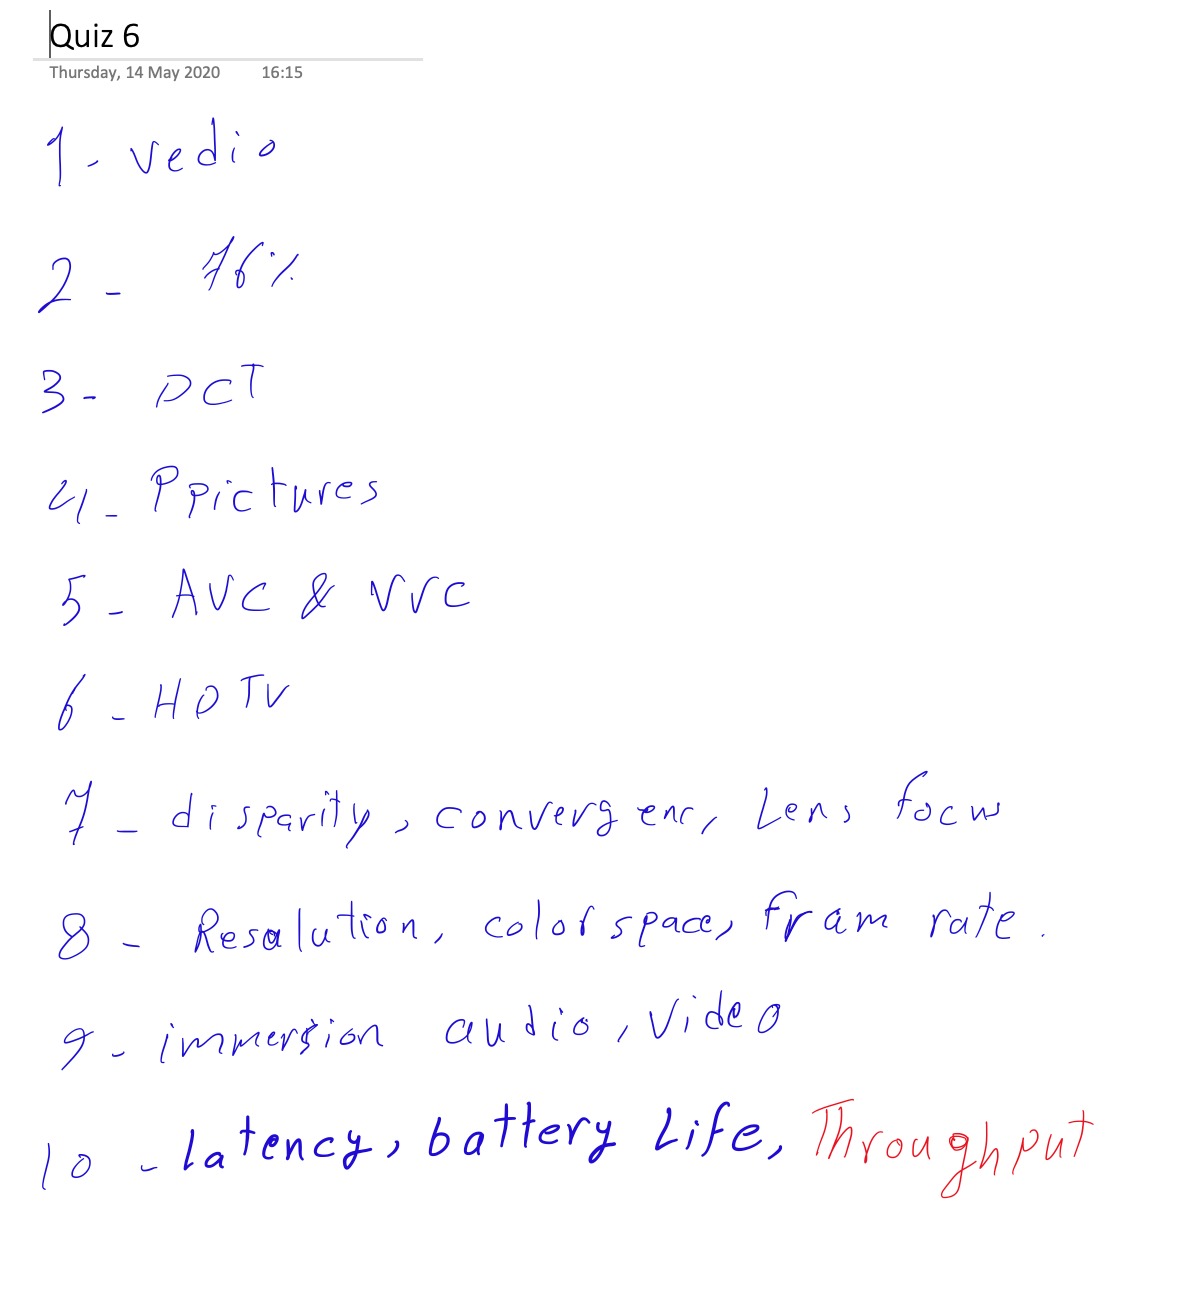 Quiz 6
Thursday, 14 May 2020 16:15
1- vedio
2- 76%
3- DCT
4- P pictures
5- AVC & VVC
6- HDTV
7- disparity, convergenc, Lens focus
8- Resalution, color space, fram rate.
9- immersion audio, video
10- latency, battery Life, Throughput